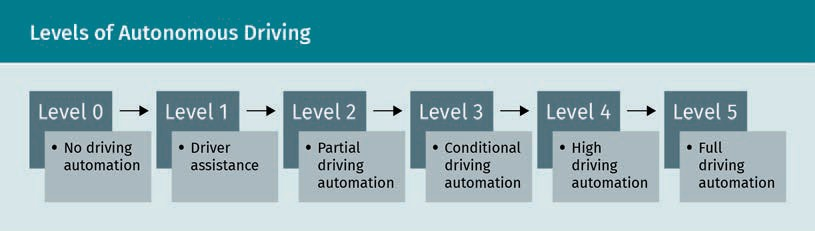 Levels of Autonomous Driving
Level 0
• No driving
automation
Level 1
• Driver
assistance
Level 2
• Partial
driving
automation
Level 3
• Conditional
driving
automation
Level 4
• High
driving
automation
Level 5
• Full
driving
automation